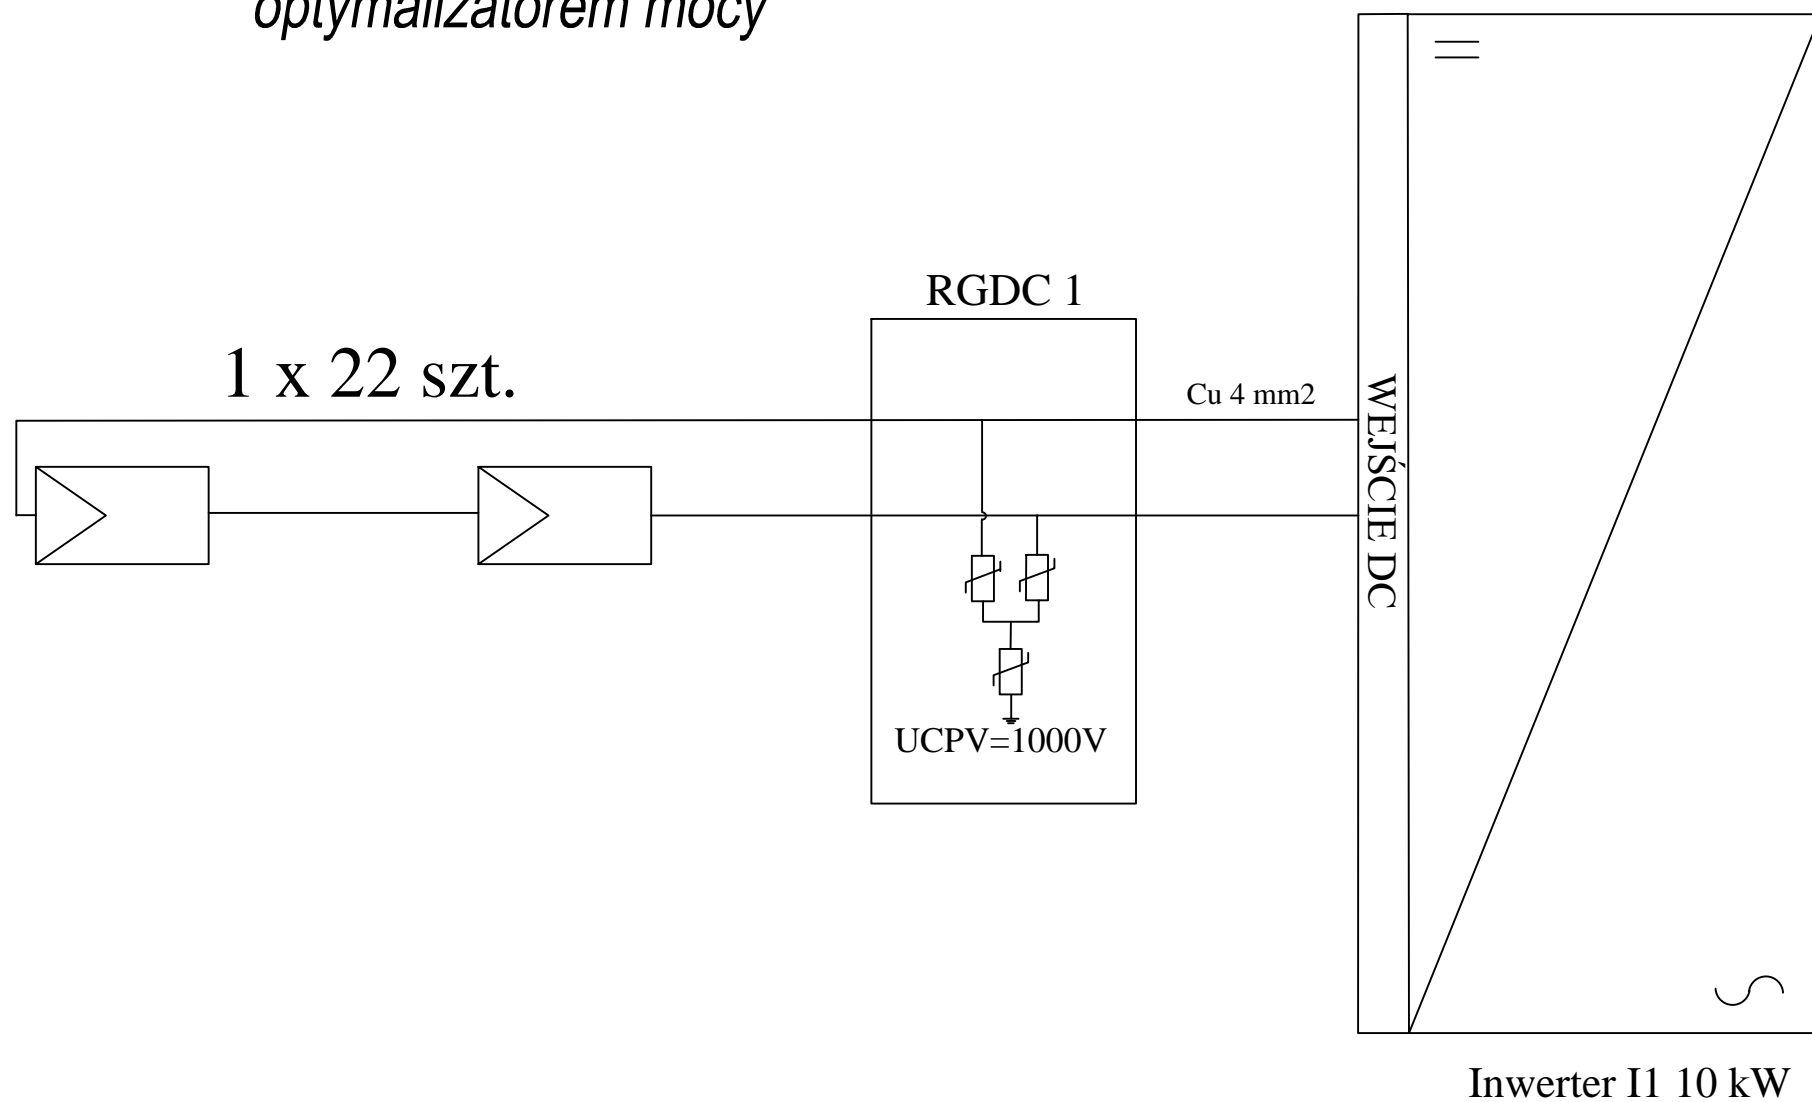 optymalizatorem mocy
RGDC 1
1 x 22 szt.
Cu 4 mm2
WEJŚCIE DC
UCPV=1000V
Inwerter I1 10 kW